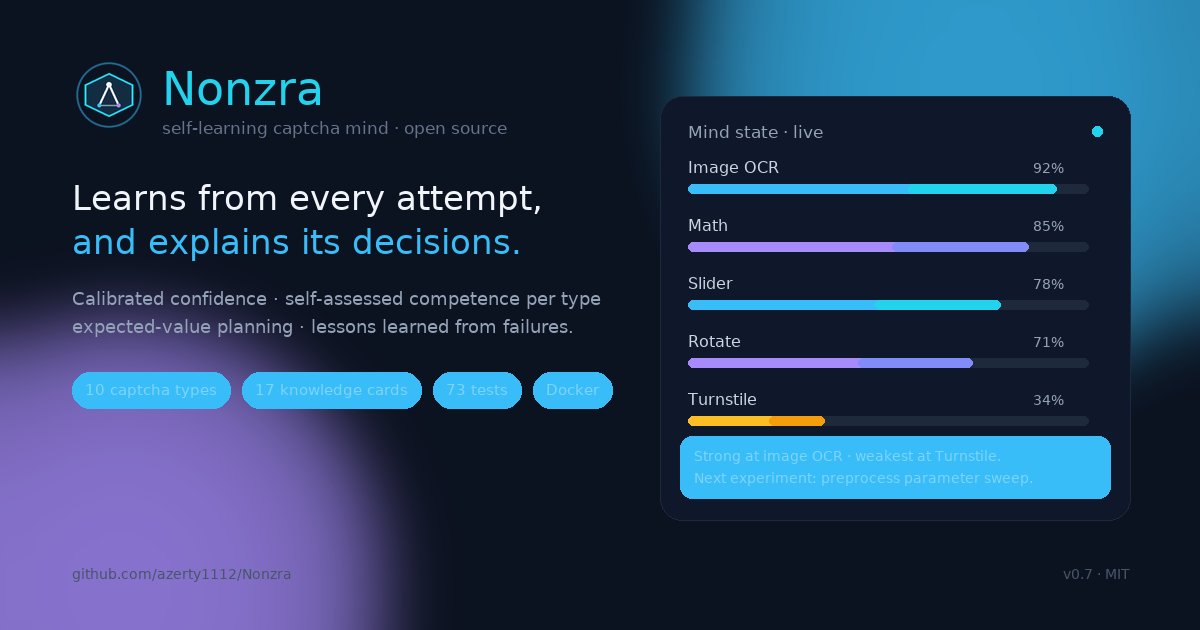 Nonzra
self-learning captcha mind · open source
Learns from every attempt,
and explains its decisions.
Calibrated confidence · self-assessed competence per type
expected-value planning · lessons learned from failures.
10 captcha types
17 knowledge cards
73 tests
Docker
Mind state · live
Image OCR 92%
Math 85%
Slider 78%
Rotate 71%
Turnstile 34%
Strong at image OCR · weakest at Turnstile.
Next experiment: preprocess parameter sweep.
github.com/azerty1112/Nonzra
v0.7 · MIT